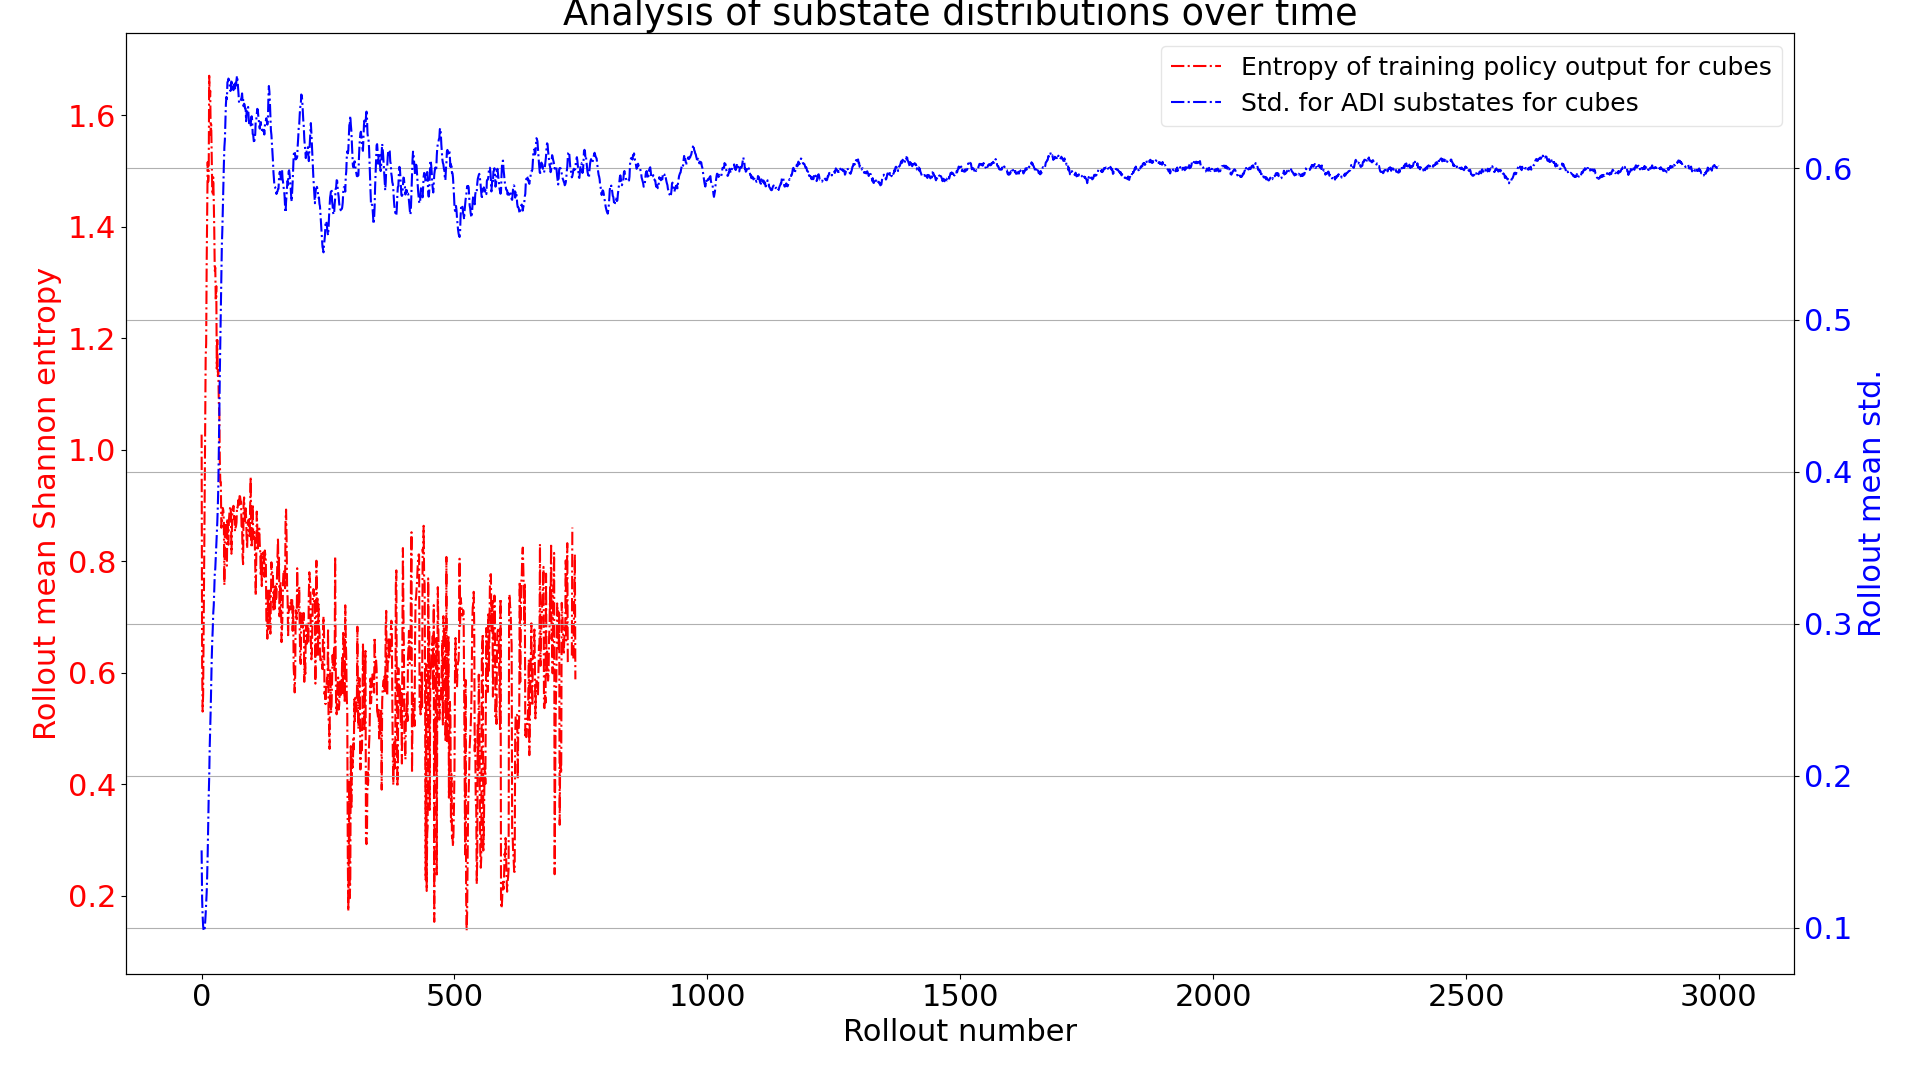 Analysis of substate distributions over time
Entropy of training policy output for cubes
Std. for ADI substates for cubes
Rollout mean Shannon entropy
1.6
1.4
1.2
1.0
0.8
0.6
0.4
0.2
0.6
0.5
0.4
0.3
0.2
0.1
Rollout mean std.
0 500 1000 1500 2000 2500 3000
Rollout number